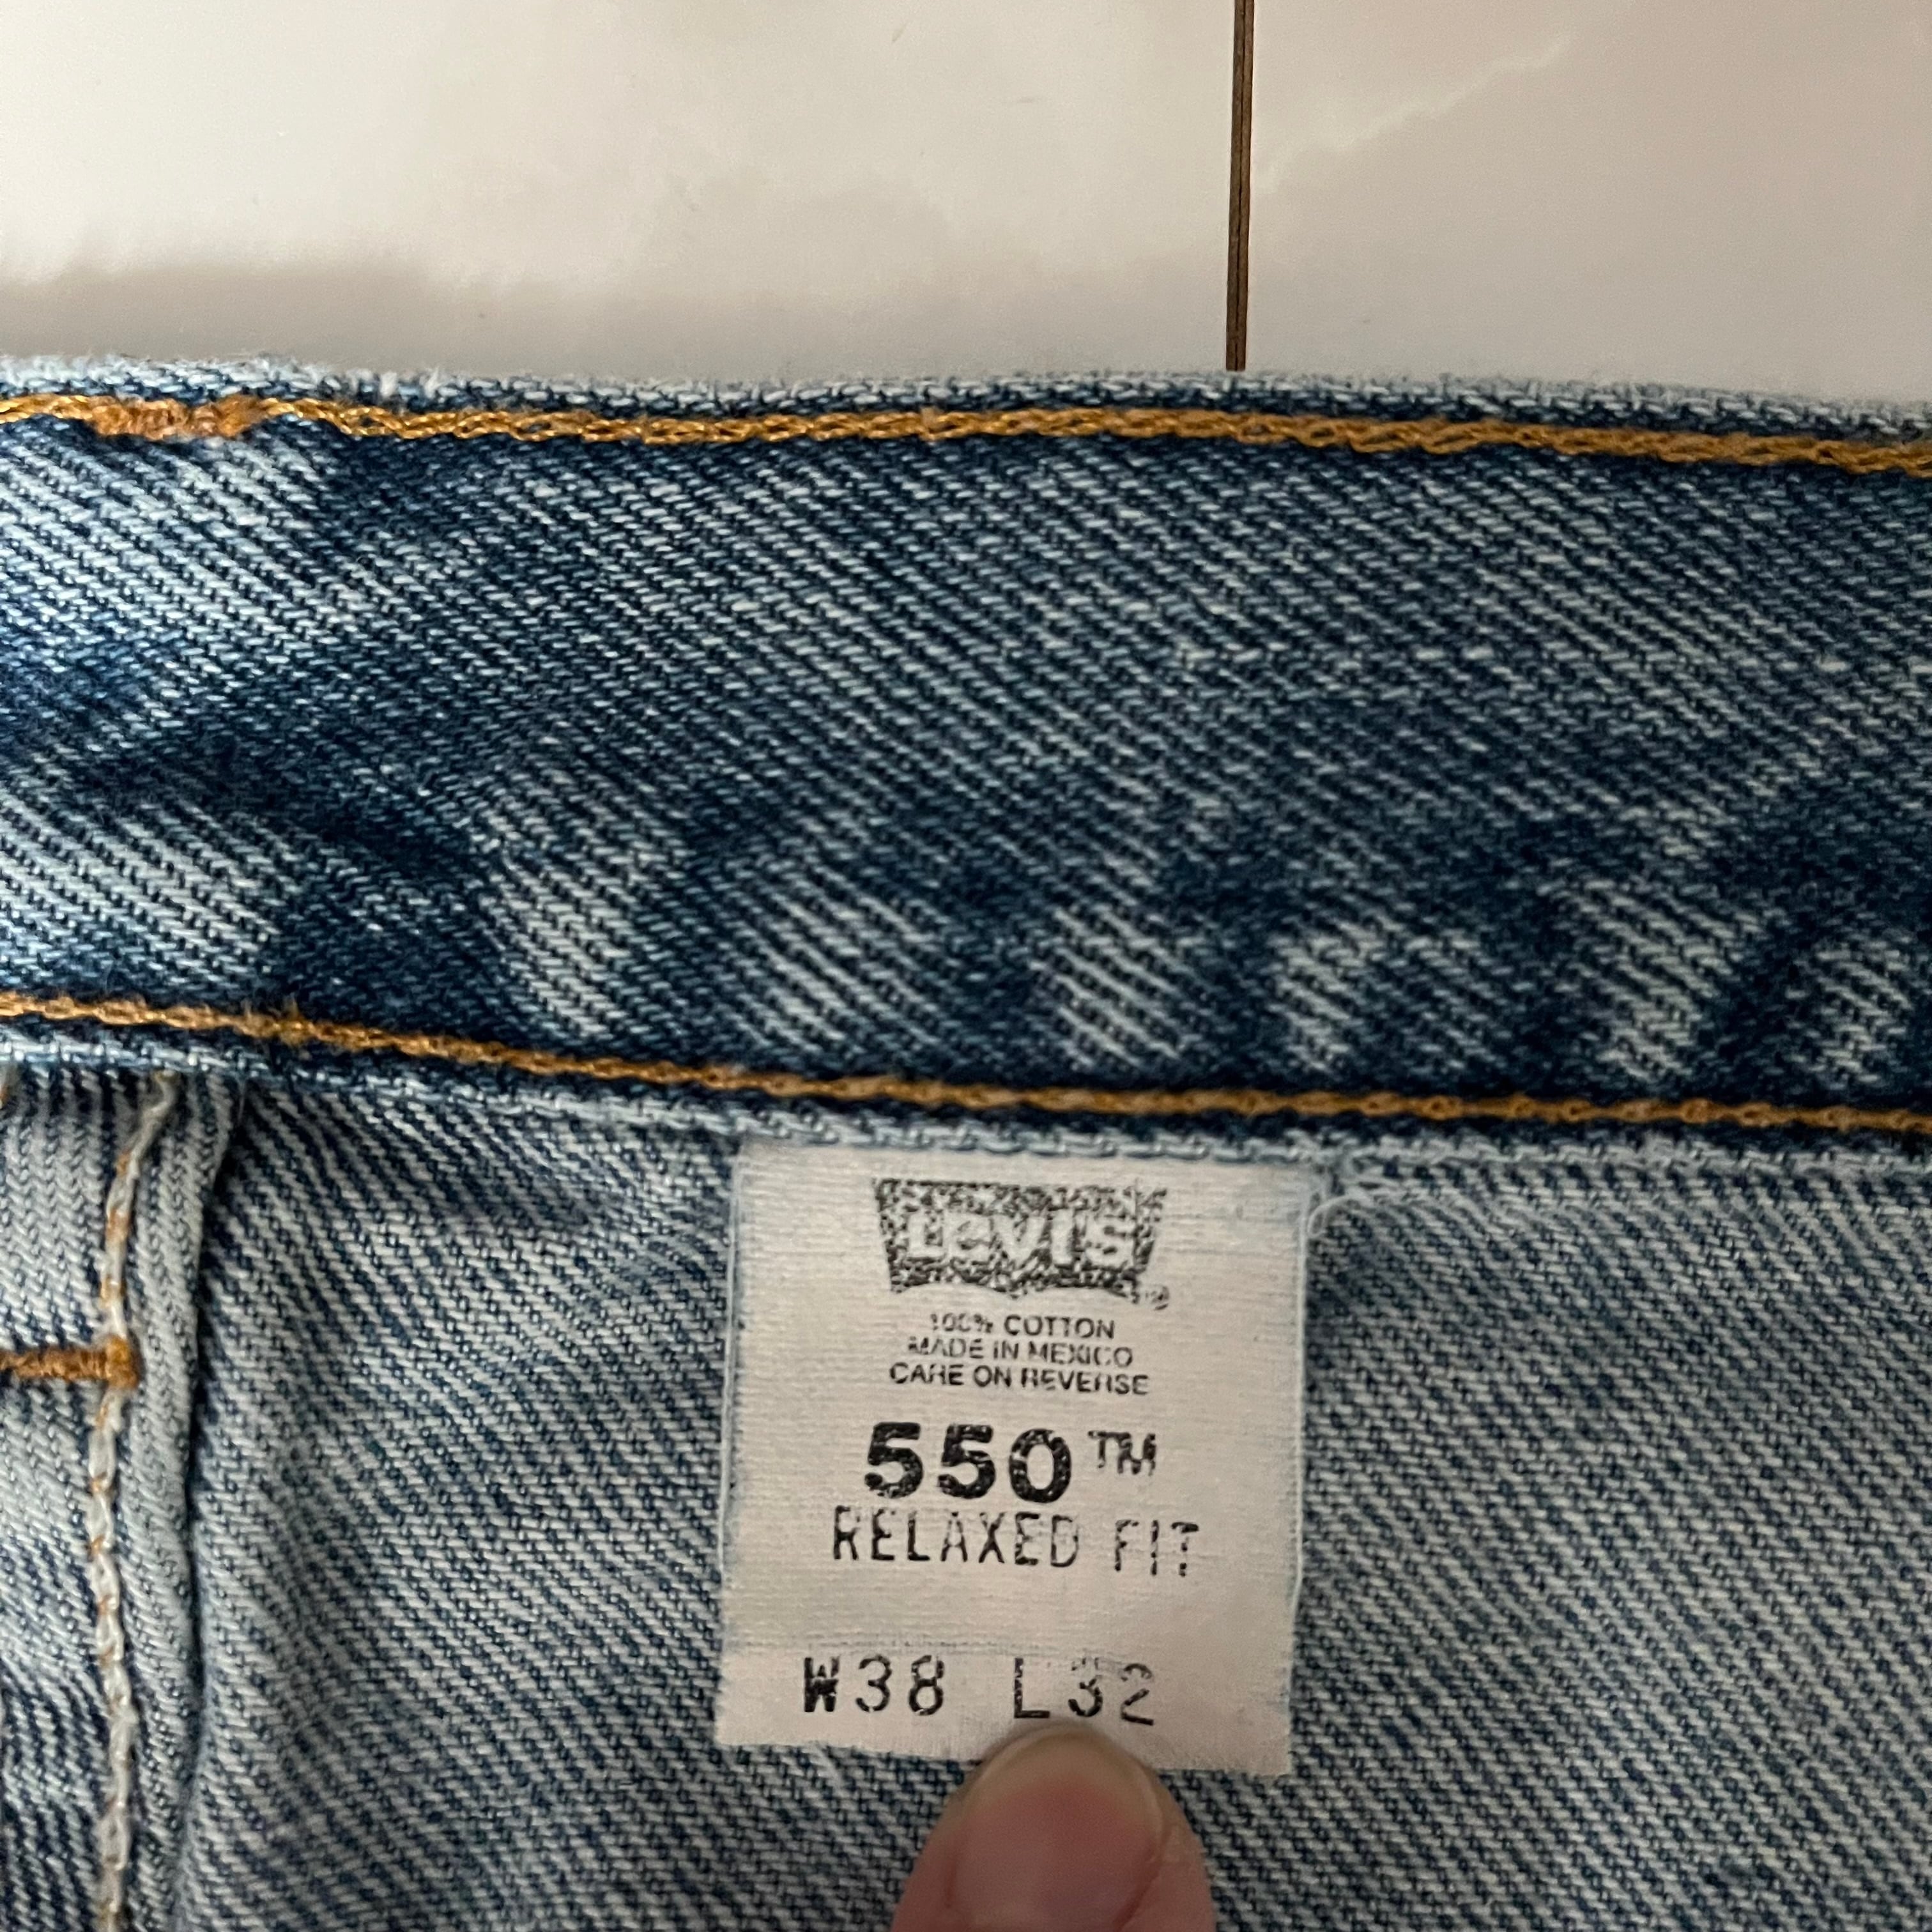 Levi's®
100% COTTON
MADE IN MEXICO
CARE ON REVERSE
550™
RELAXED FIT
W38 L32